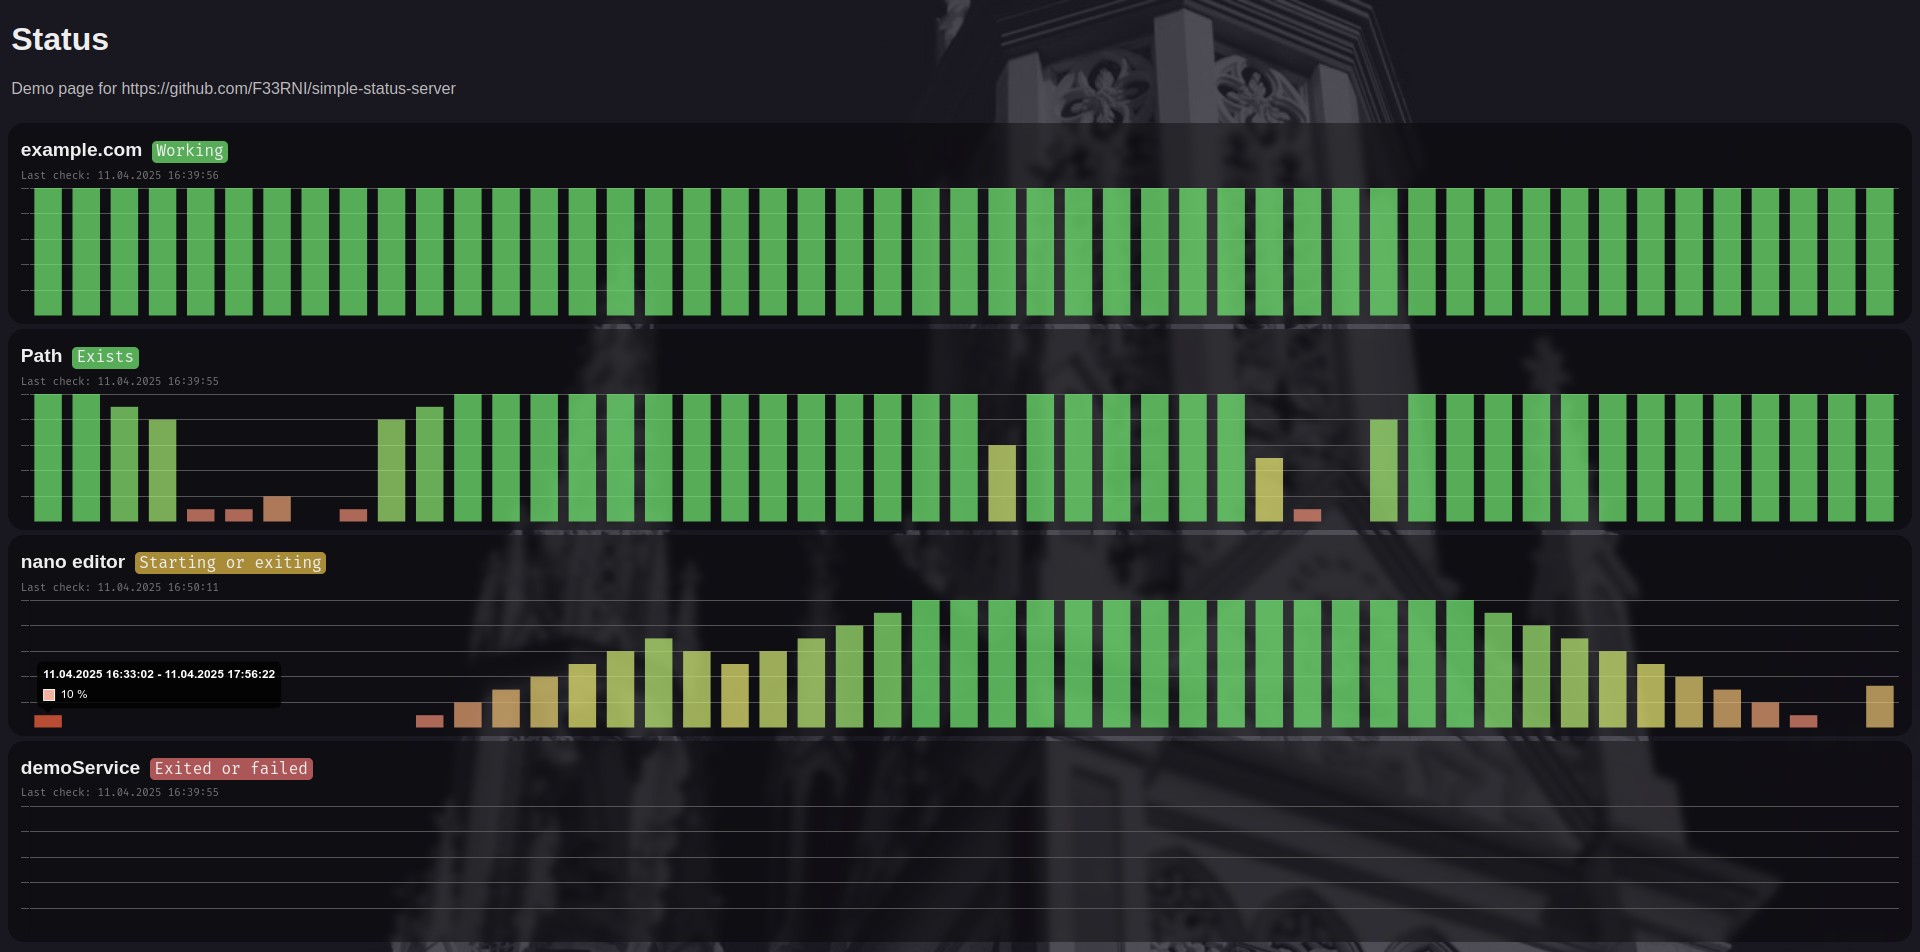 Status
Demo page for https://github.com/F33RNI/simple-status-server
example.com Working
Last check: 11.04.2025 16:39:56
Path Exists
Last check: 11.04.2025 16:39:55
nano editor Starting or exiting
Last check: 11.04.2025 16:50:11
11.04.2025 16:33:02 - 11.04.2025 17:56:22
10 %
demoService Exited or failed
Last check: 11.04.2025 16:39:55